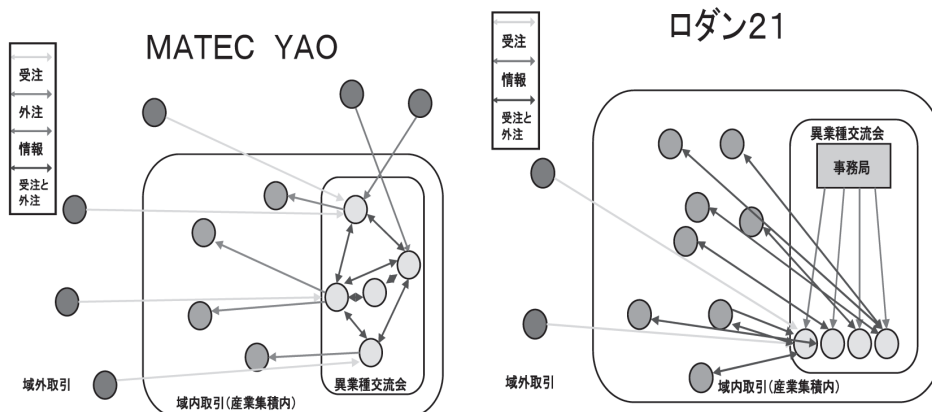 MATEC YAO
受注
外注
情報
受注と
外注
異業種交流会
域外取引
域内取引（産業集積内）
ロダン21
受注
情報
受注と
外注
異業種交流会
事務局
域外取引
域内取引（産業集積内）